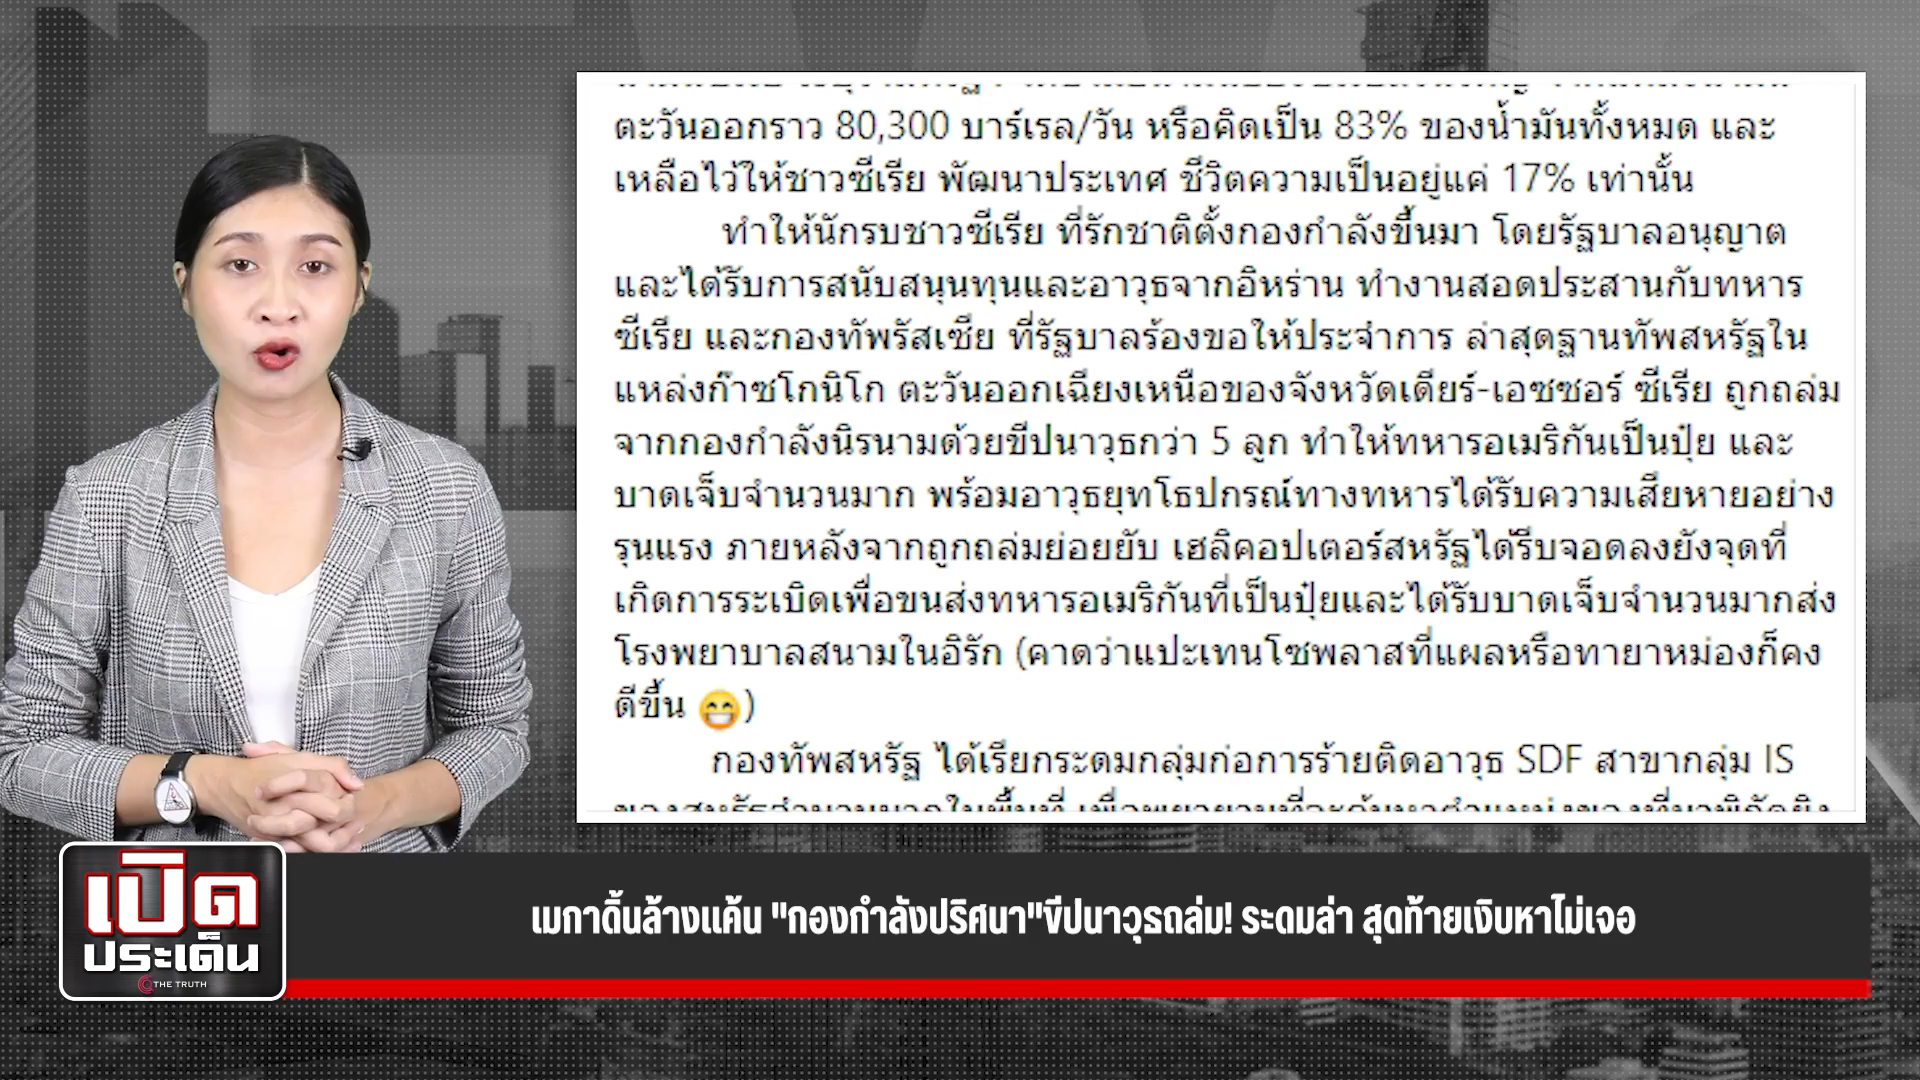 ตะวันออกราว 80,300 บาร์เรล/วัน หรือคิดเป็น 83% ของน้ำมันทั้งหมด และ
เหลือไว้ให้ชาวซีเรีย พัฒนาประเทศ ชีวิตความเป็นอยู่แค่ 17% เท่านั้น
ทำให้นักรบชาวซีเรีย ที่รักชาติตั้งกองกำลังขึ้นมา โดยรัฐบาลอนุญาต
และได้รับการสนับสนุนทุนและอาวุธจากอิหร่าน ทำงานสอดประสานกับทหาร
ซีเรีย และกองทัพรัสเซีย ที่รัฐบาลร้องขอให้ประจำการ ล่าสุดฐานทัพสหรัฐใน
แหล่งก๊าซโกนิโก ตะวันออกเฉียงเหนือของจังหวัดเดียร์-เอซซอร์ ซีเรีย ถูกถล่ม
จากกองกำลังนิรนามด้วยขีปนาวุธกว่า 5 ลูก ทำให้ทหารอเมริกันเป็นปุ๋ย และ
บาดเจ็บจำนวนมาก พร้อมอาวุธยุทโธปกรณ์ทางทหารได้รับความเสียหายอย่าง
รุนแรง ภายหลังจากถูกถล่มย่อยยับ เฮลิคอปเตอร์สหรัฐได้รีบจอดลงยังจุดที่
เกิดการระเบิดเพื่อขนส่งทหารอเมริกันที่เป็นปุ๋ยและได้รับบาดเจ็บจำนวนมากส่ง
โรงพยาบาลสนามในอิรัก (คาดว่าแปะเทนโซพลาสที่แผลหรือทายาหม่องก็คง
ดีขึ้น 😁)
กองทัพสหรัฐ ได้เรียกระดมกลุ่มก่อการร้ายติดอาวุธ SDF สาขากลุ่ม IS
เปิด
ประเด็น
THE TRUTH
เมกาดิ้นล้างแค้น "กองกำลังปริศนา"ขีปนาวุธถล่ม! ระดมล่า สุดท้ายเงิบหาไม่เจอ